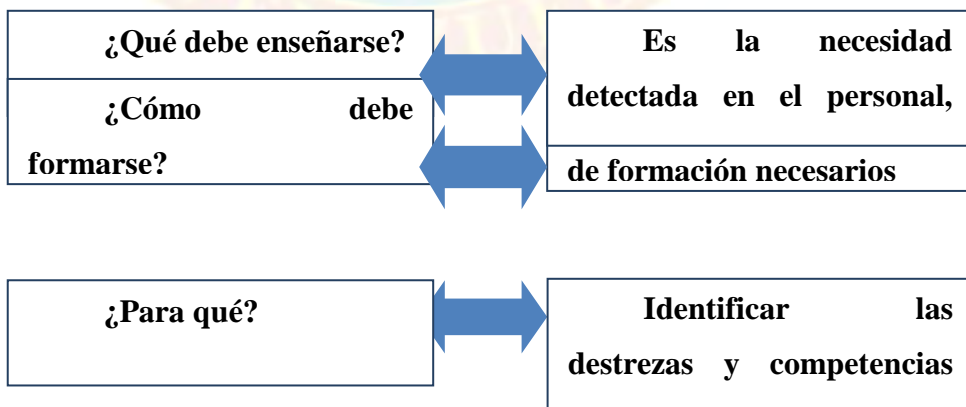 ¿Qué debe enseñarse?
¿Cómo debe
formarse?
Es la necesidad
detectada en el personal,
de formación necesarios
¿Para qué?
Identificar las
destrezas y competencias